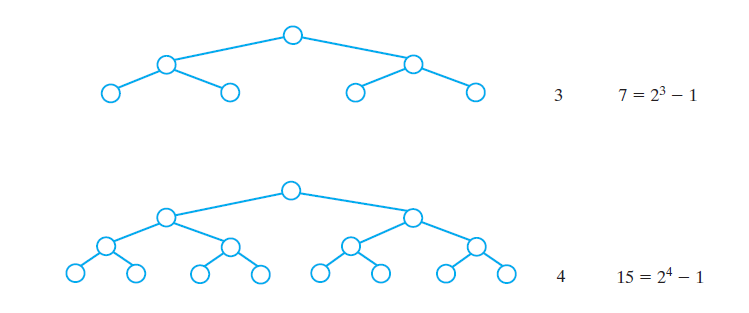 3 7 = 2³ – 1
4 15 = 2⁴ – 1